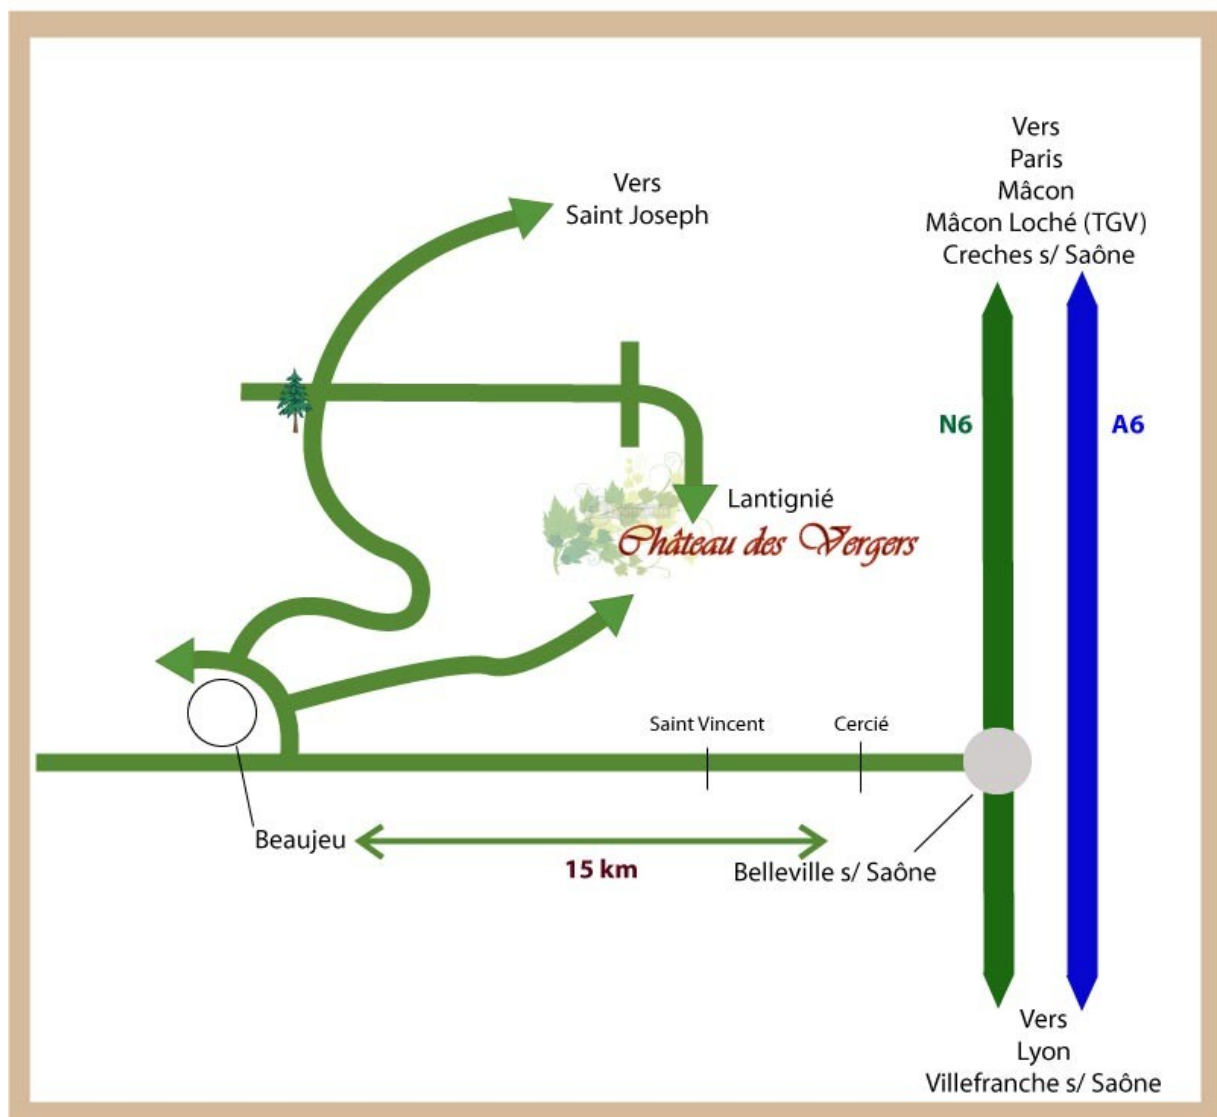 Vers
Paris
Mâcon
Mâcon Loché (TGV)
Creches s/ Saône
Vers
Saint Joseph
N6
A6
Lantignié
Château des Vergers
Saint Vincent
Cercié
Beaujeu
15 km
Belleville s/ Saône
Vers
Lyon
Villefranche s/ Saône